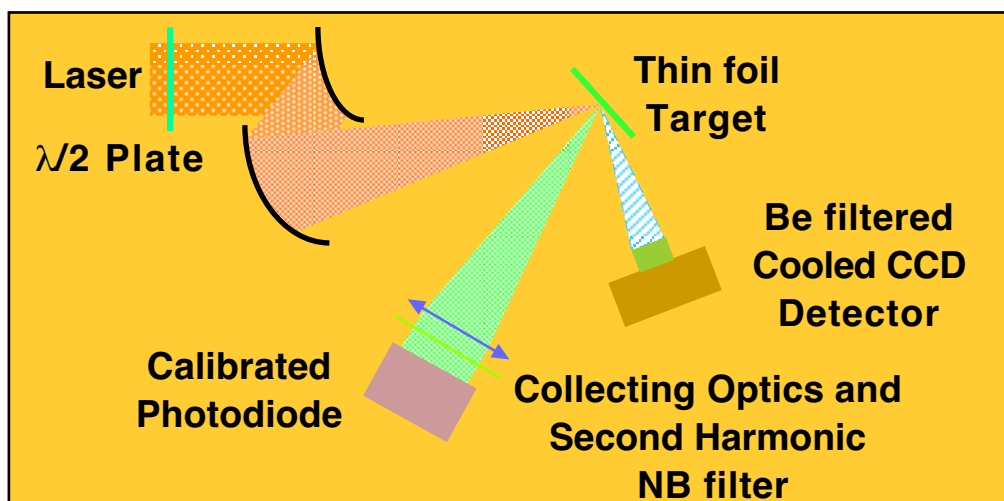 Laser
λ/2 Plate
Thin foil
Target
Be filtered
Cooled CCD
Detector
Calibrated
Photodiode
Collecting Optics and
Second Harmonic
NB filter